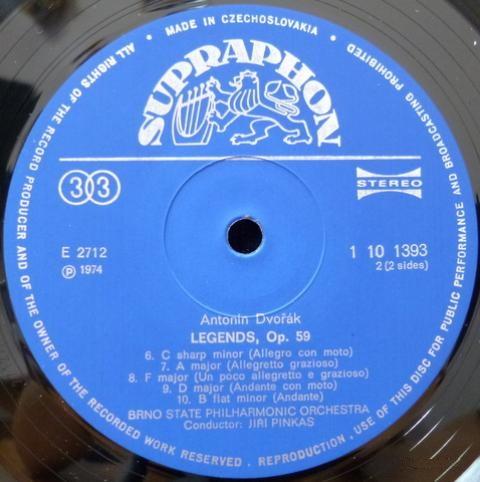 MADE IN CZECHOSLOVAKIA
ALL RIGHTS OF THE RECORD PRODUCER AND OF THE OWNER OF THE RECORDED WORK RESERVED . REPRODUCTION , USE OF THIS DISC FOR PUBLIC PERFORMANCE AND BROADCASTING PROHIBITED
SUPRAPHON
33
STEREO
E 2712
1 10 1393
Ⓟ 1974
2 (2 sides)
Antonín Dvořák
LEGENDS, Op. 59
6. C sharp minor (Allegro con moto)
7. A major (Allegretto grazioso)
8. F major (Un poco allegretto e grazioso)
9. D major (Andante con moto)
10. B flat minor (Andante)
BRNO STATE PHILHARMONIC ORCHESTRA
Conductor: JIŘÍ PINKAS